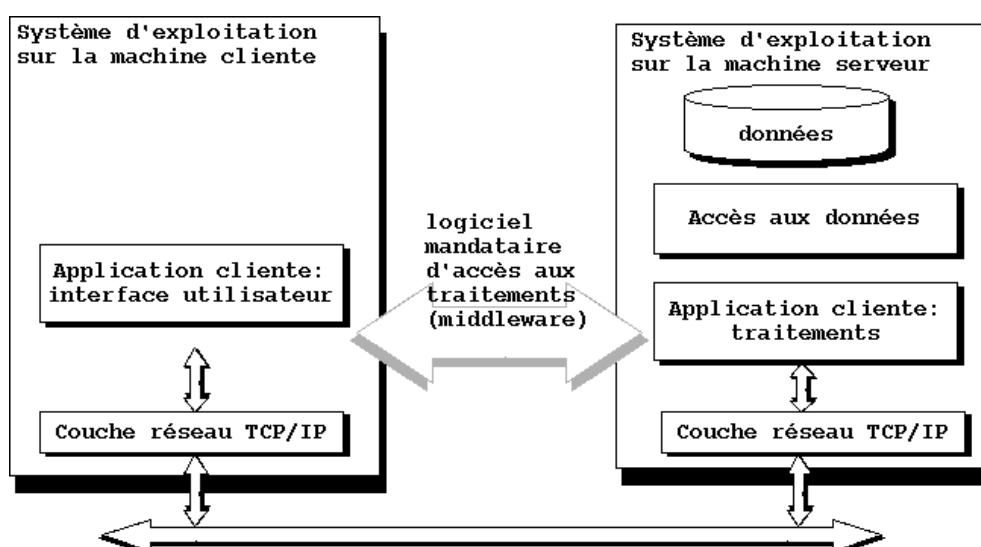 Système d'exploitation
sur la machine cliente
Application cliente:
interface utilisateur
Couche réseau TCP/IP
logiciel
mandataire
d'accès aux
traitements
(middleware)
Système d'exploitation
sur la machine serveur
données
Accès aux données
Application cliente:
traitements
Couche réseau TCP/IP